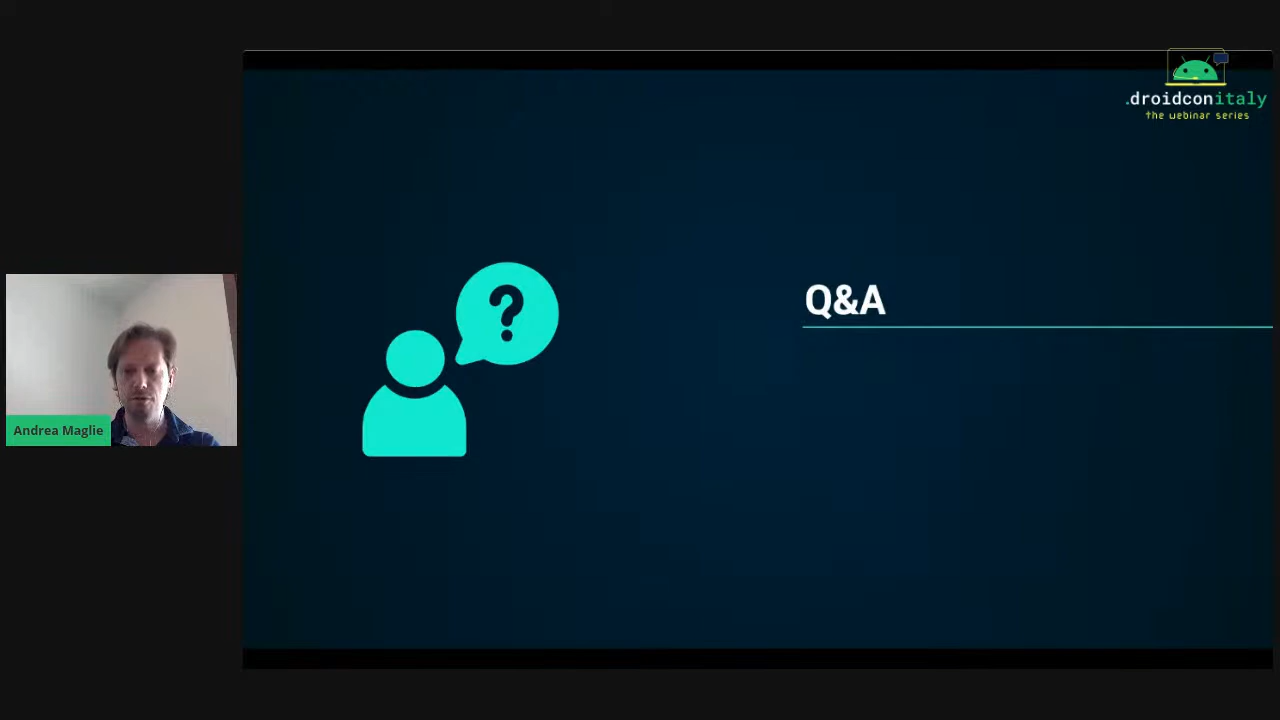 .droidconitaly
the webinar series
Q&A
?
Andrea Maglie